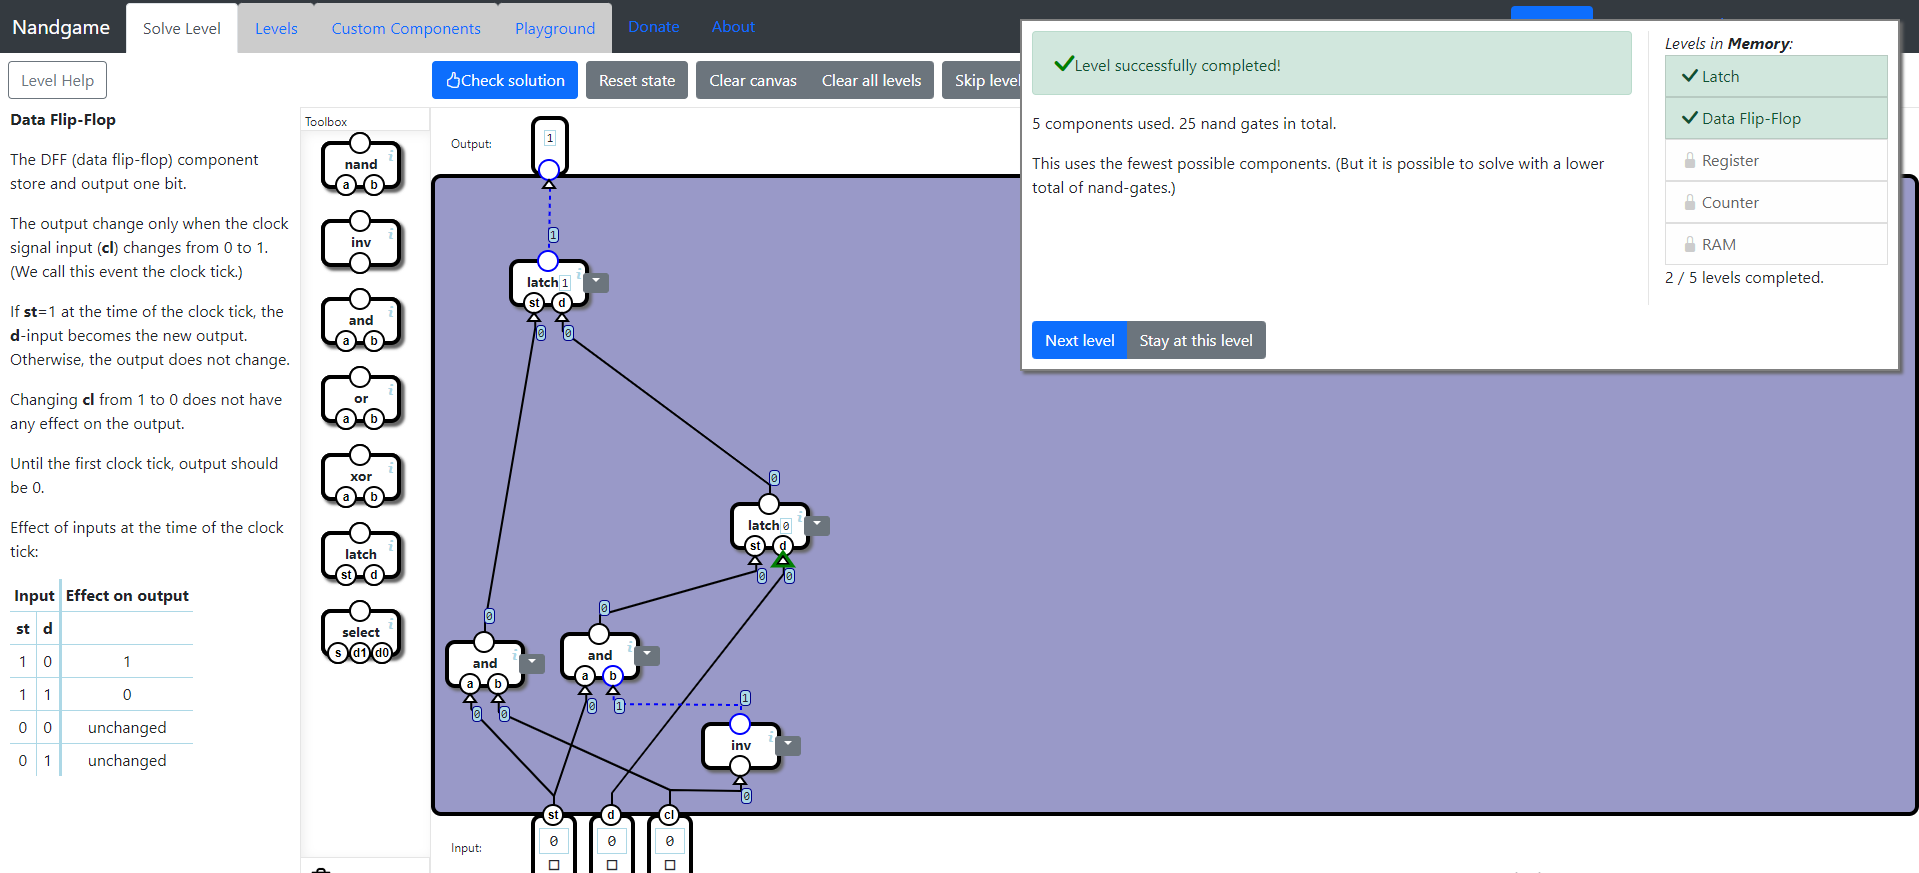 Nandgame
Solve Level
Levels
Custom Components
Playground
Donate
About
Level Help
Check solution
Reset state
Clear canvas
Clear all levels
Skip level
Data Flip-Flop
The DFF (data flip-flop) component
store and output one bit.
The output change only when the clock
signal input (cl) changes from 0 to 1.
(We call this event the clock tick.)
If st=1 at the time of the clock tick, the
d-input becomes the new output.
Otherwise, the output does not change.
Changing cl from 1 to 0 does not have
any effect on the output.
Until the first clock tick, output should
be 0.
Effect of inputs at the time of the clock
tick:
Input Effect on output
st d
1 0 1
1 1 0
0 0 unchanged
0 1 unchanged
Toolbox
nand i
a b
inv i
and i
a b
or i
a b
xor i
a b
latch i
st d
select i
s d1 d0
Output:
1
1
latch 1 i
st d
0 0
0
latch 0 i
st d
0 0
0
0
and i
a b
0 0
and i
a b
0 1
1
inv i
0
st d cl
Input:
0 0 0
Level successfully completed!
5 components used. 25 nand gates in total.
This uses the fewest possible components. (But it is possible to solve with a lower
total of nand-gates.)
Next level
Stay at this level
Levels in Memory:
Latch
Data Flip-Flop
Register
Counter
RAM
2 / 5 levels completed.